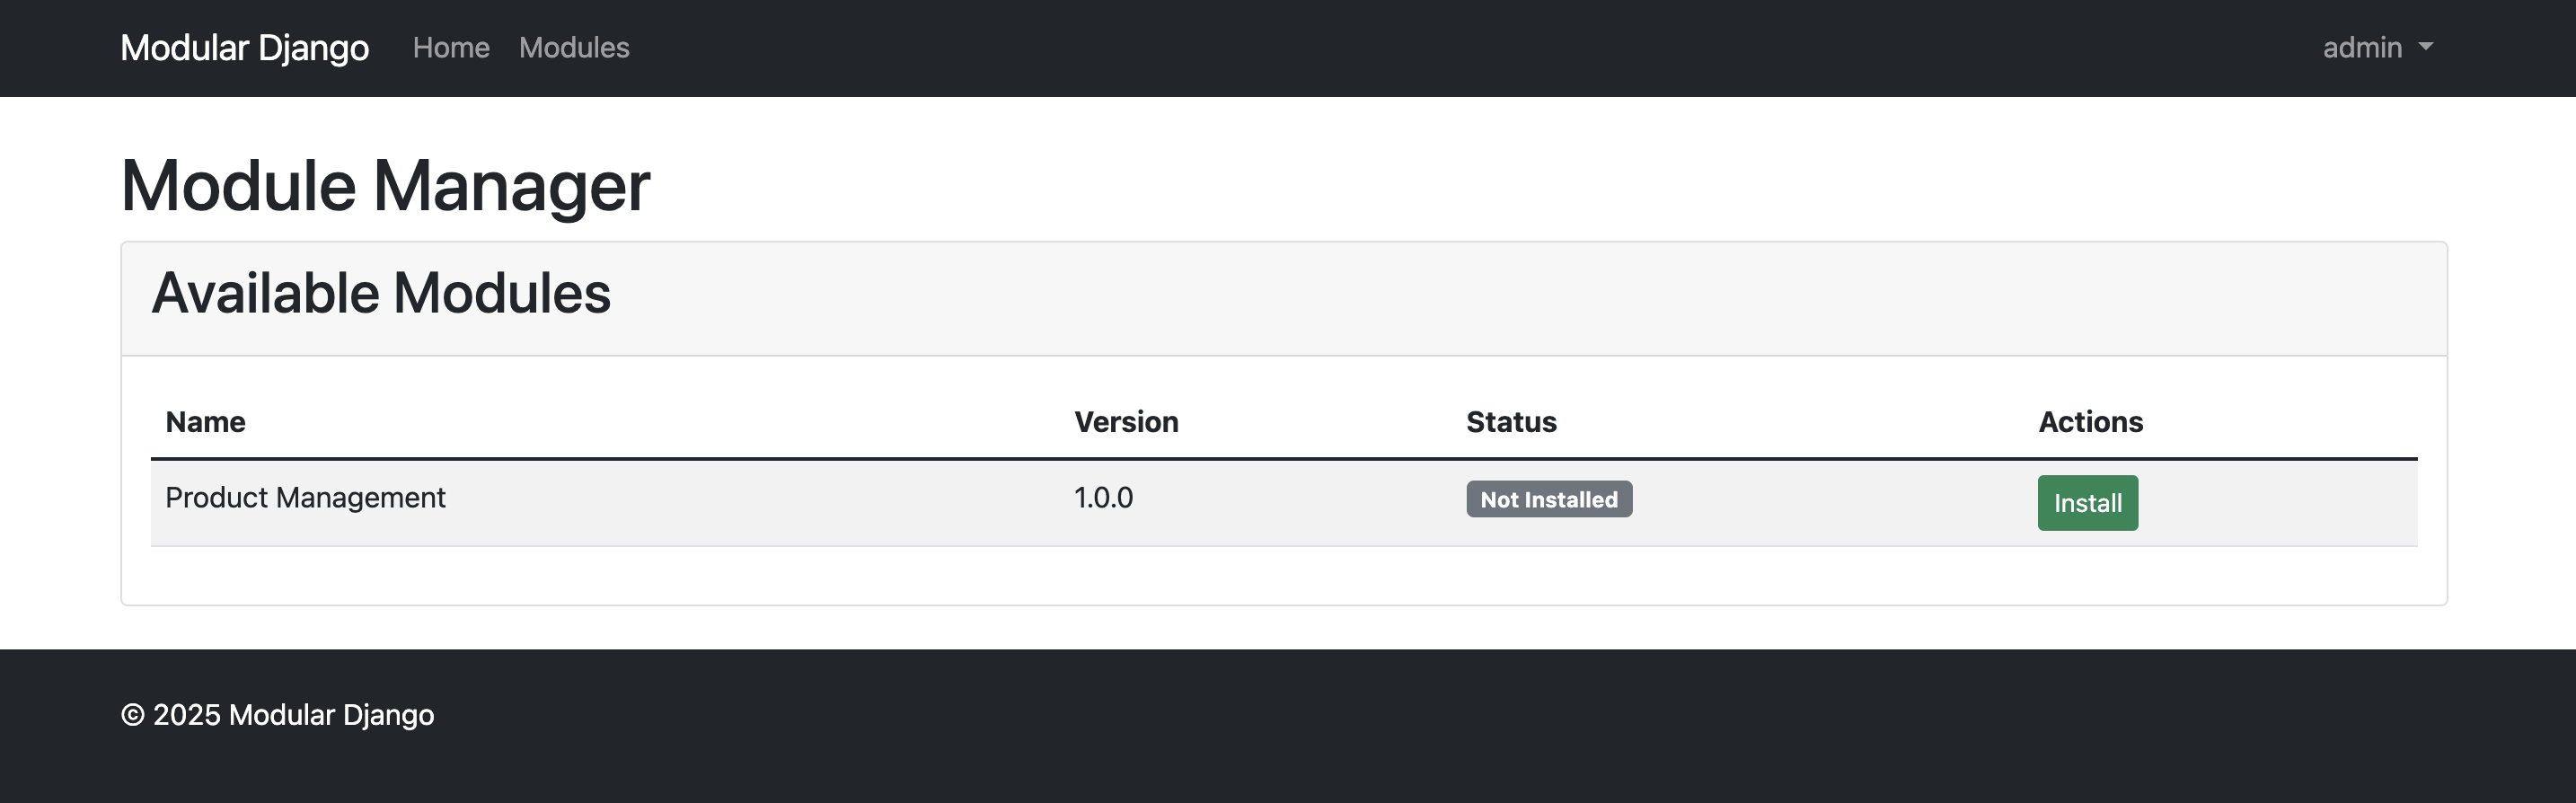 Modular Django Home Modules admin
Module Manager
Available Modules
Name Version Status Actions
Product Management 1.0.0 Not Installed Install
© 2025 Modular Django